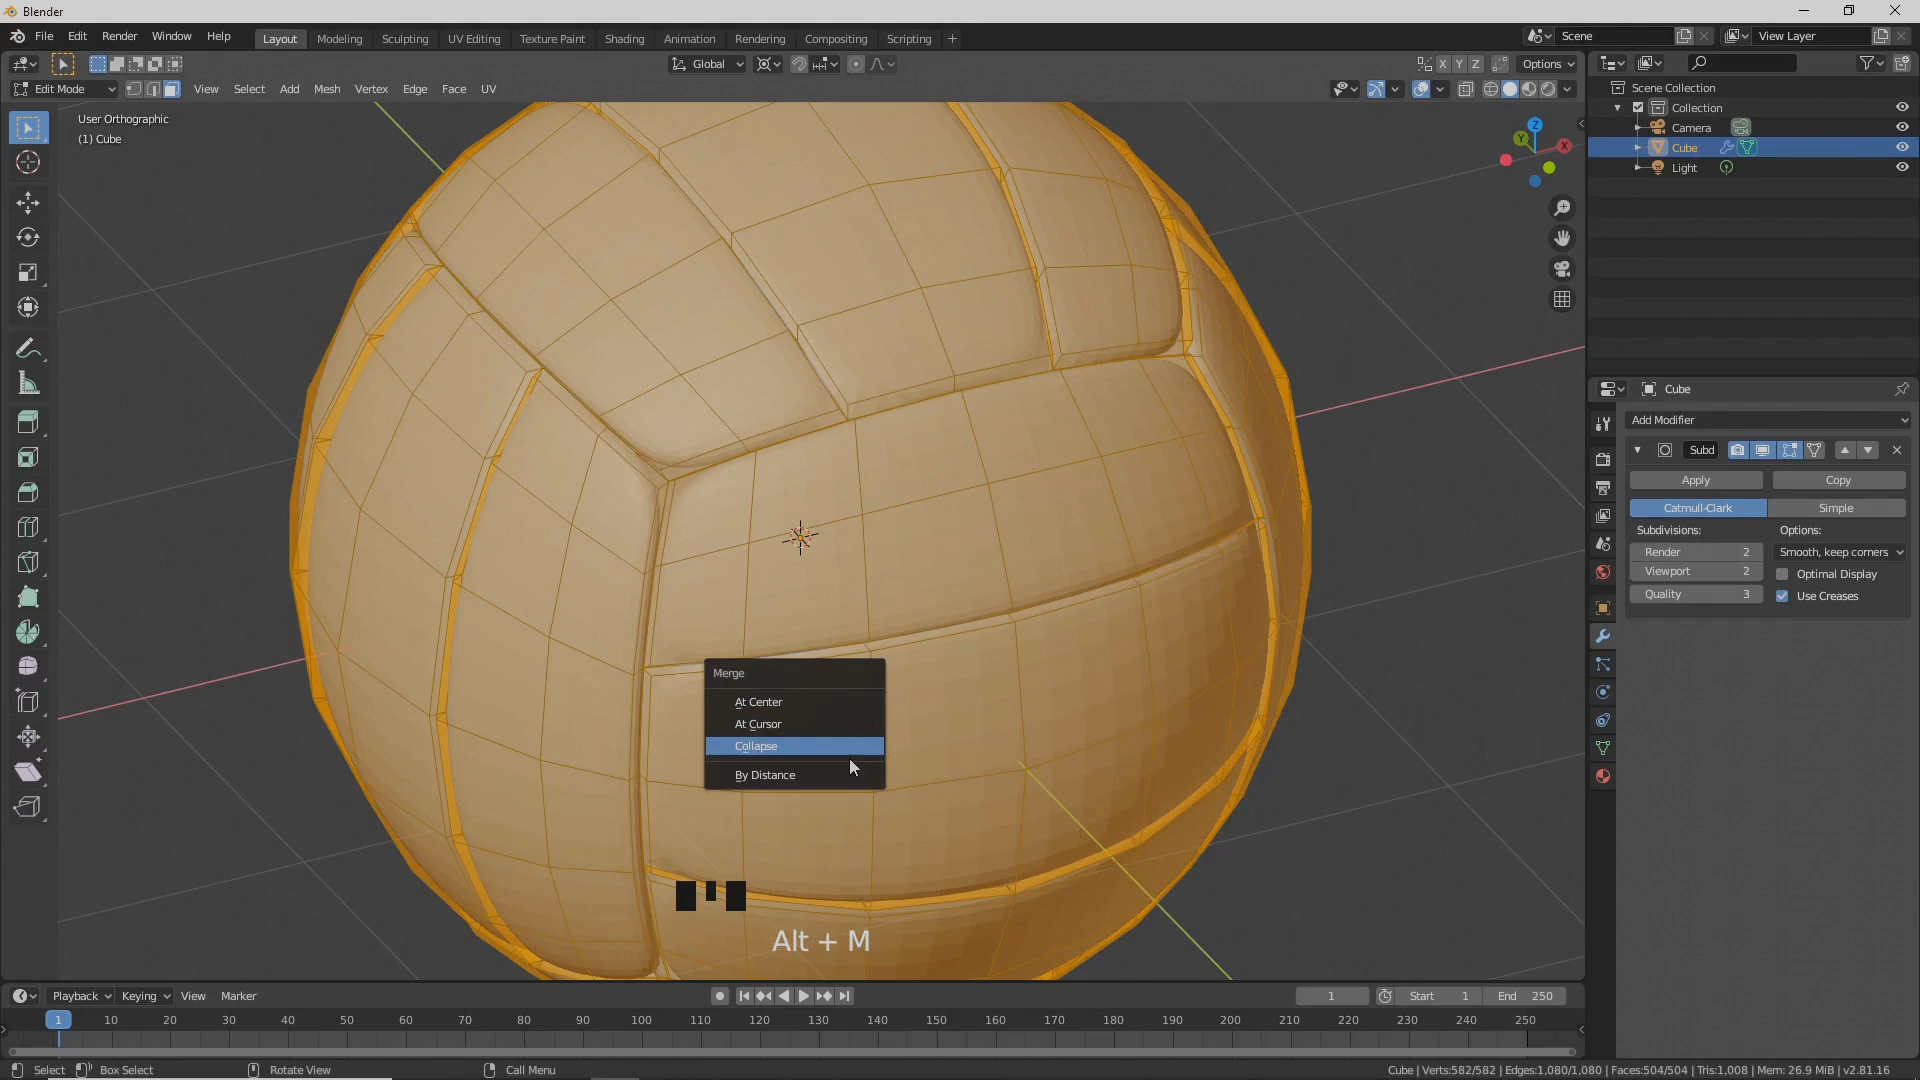 Blender
File Edit Render Window Help
Layout Modeling Sculpting UV Editing Texture Paint Shading Animation Rendering Compositing Scripting +
Scene
View Layer
Global
X Y Z
Options
Edit Mode
View Select Add Mesh Vertex Edge Face UV
User Orthographic
(1) Cube
Z
Y
X
Scene Collection
Collection
Camera
Cube
Light
Cube
Add Modifier
Subd
Apply Copy
Catmull-Clark Simple
Subdivisions: Options:
Render 2 Smooth, keep corners
Viewport 2 Optimal Display
Quality 3 Use Creases
Merge
At Center
At Cursor
Collapse
By Distance
Alt + M
Playback Keying View Marker
1 Start 1 End 250
1 10 20 30 40 50 60 70 80 90 100 110 120 130 140 150 160 170 180 190 200 210 220 230 240 250
Select Box Select Rotate View Call Menu
Cube | Verts:582/582 | Edges:1,080/1,080 | Faces:504/504 | Tris:1,008 | Mem: 26.9 MiB | v2.81.16